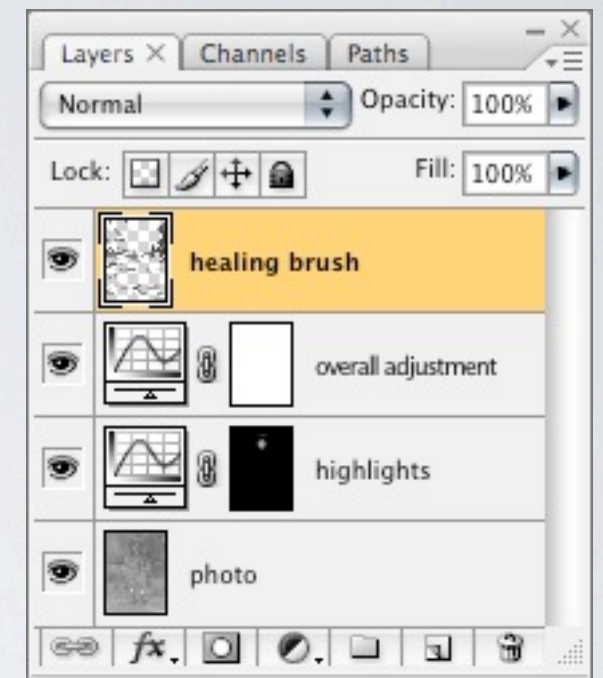 Layers × Channels Paths
Normal Opacity: 100%
Lock: Fill: 100%
healing brush
overall adjustment
highlights
photo
fx